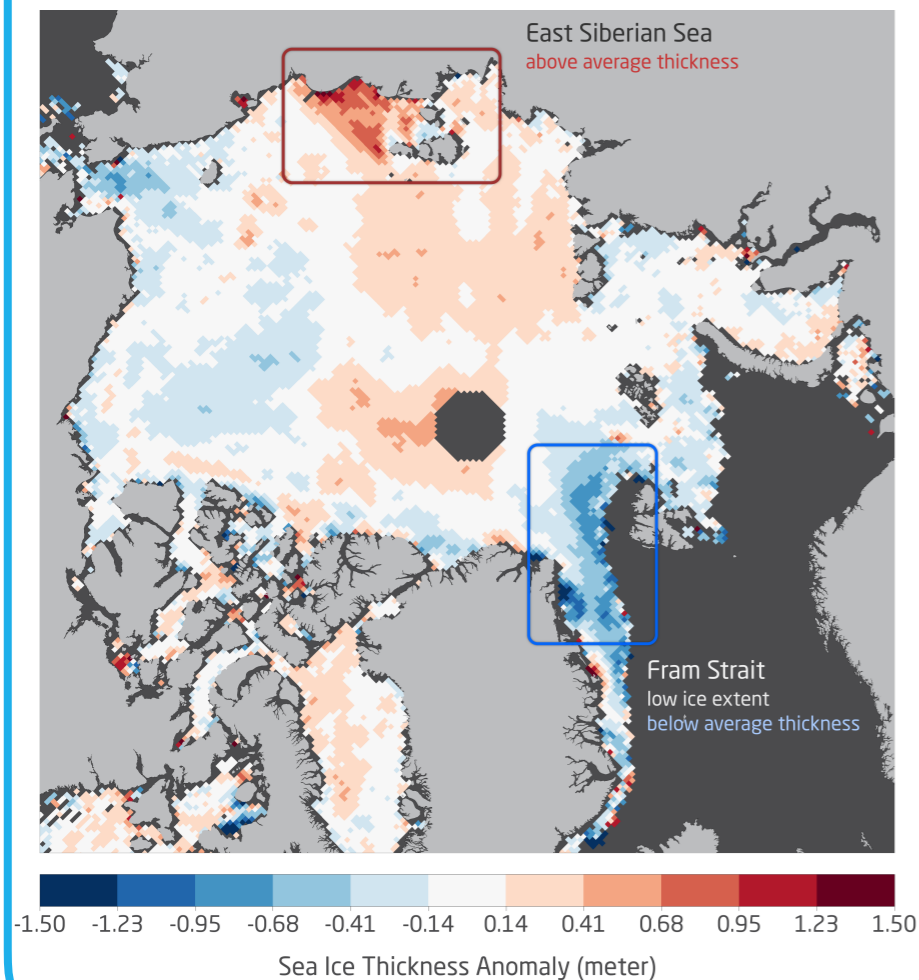 East Siberian Sea
above average thickness
Fram Strait
low ice extent
below average thickness
-1.50 -1.23 -0.95 -0.68 -0.41 -0.14 0.14 0.41 0.68 0.95 1.23 1.50
Sea Ice Thickness Anomaly (meter)